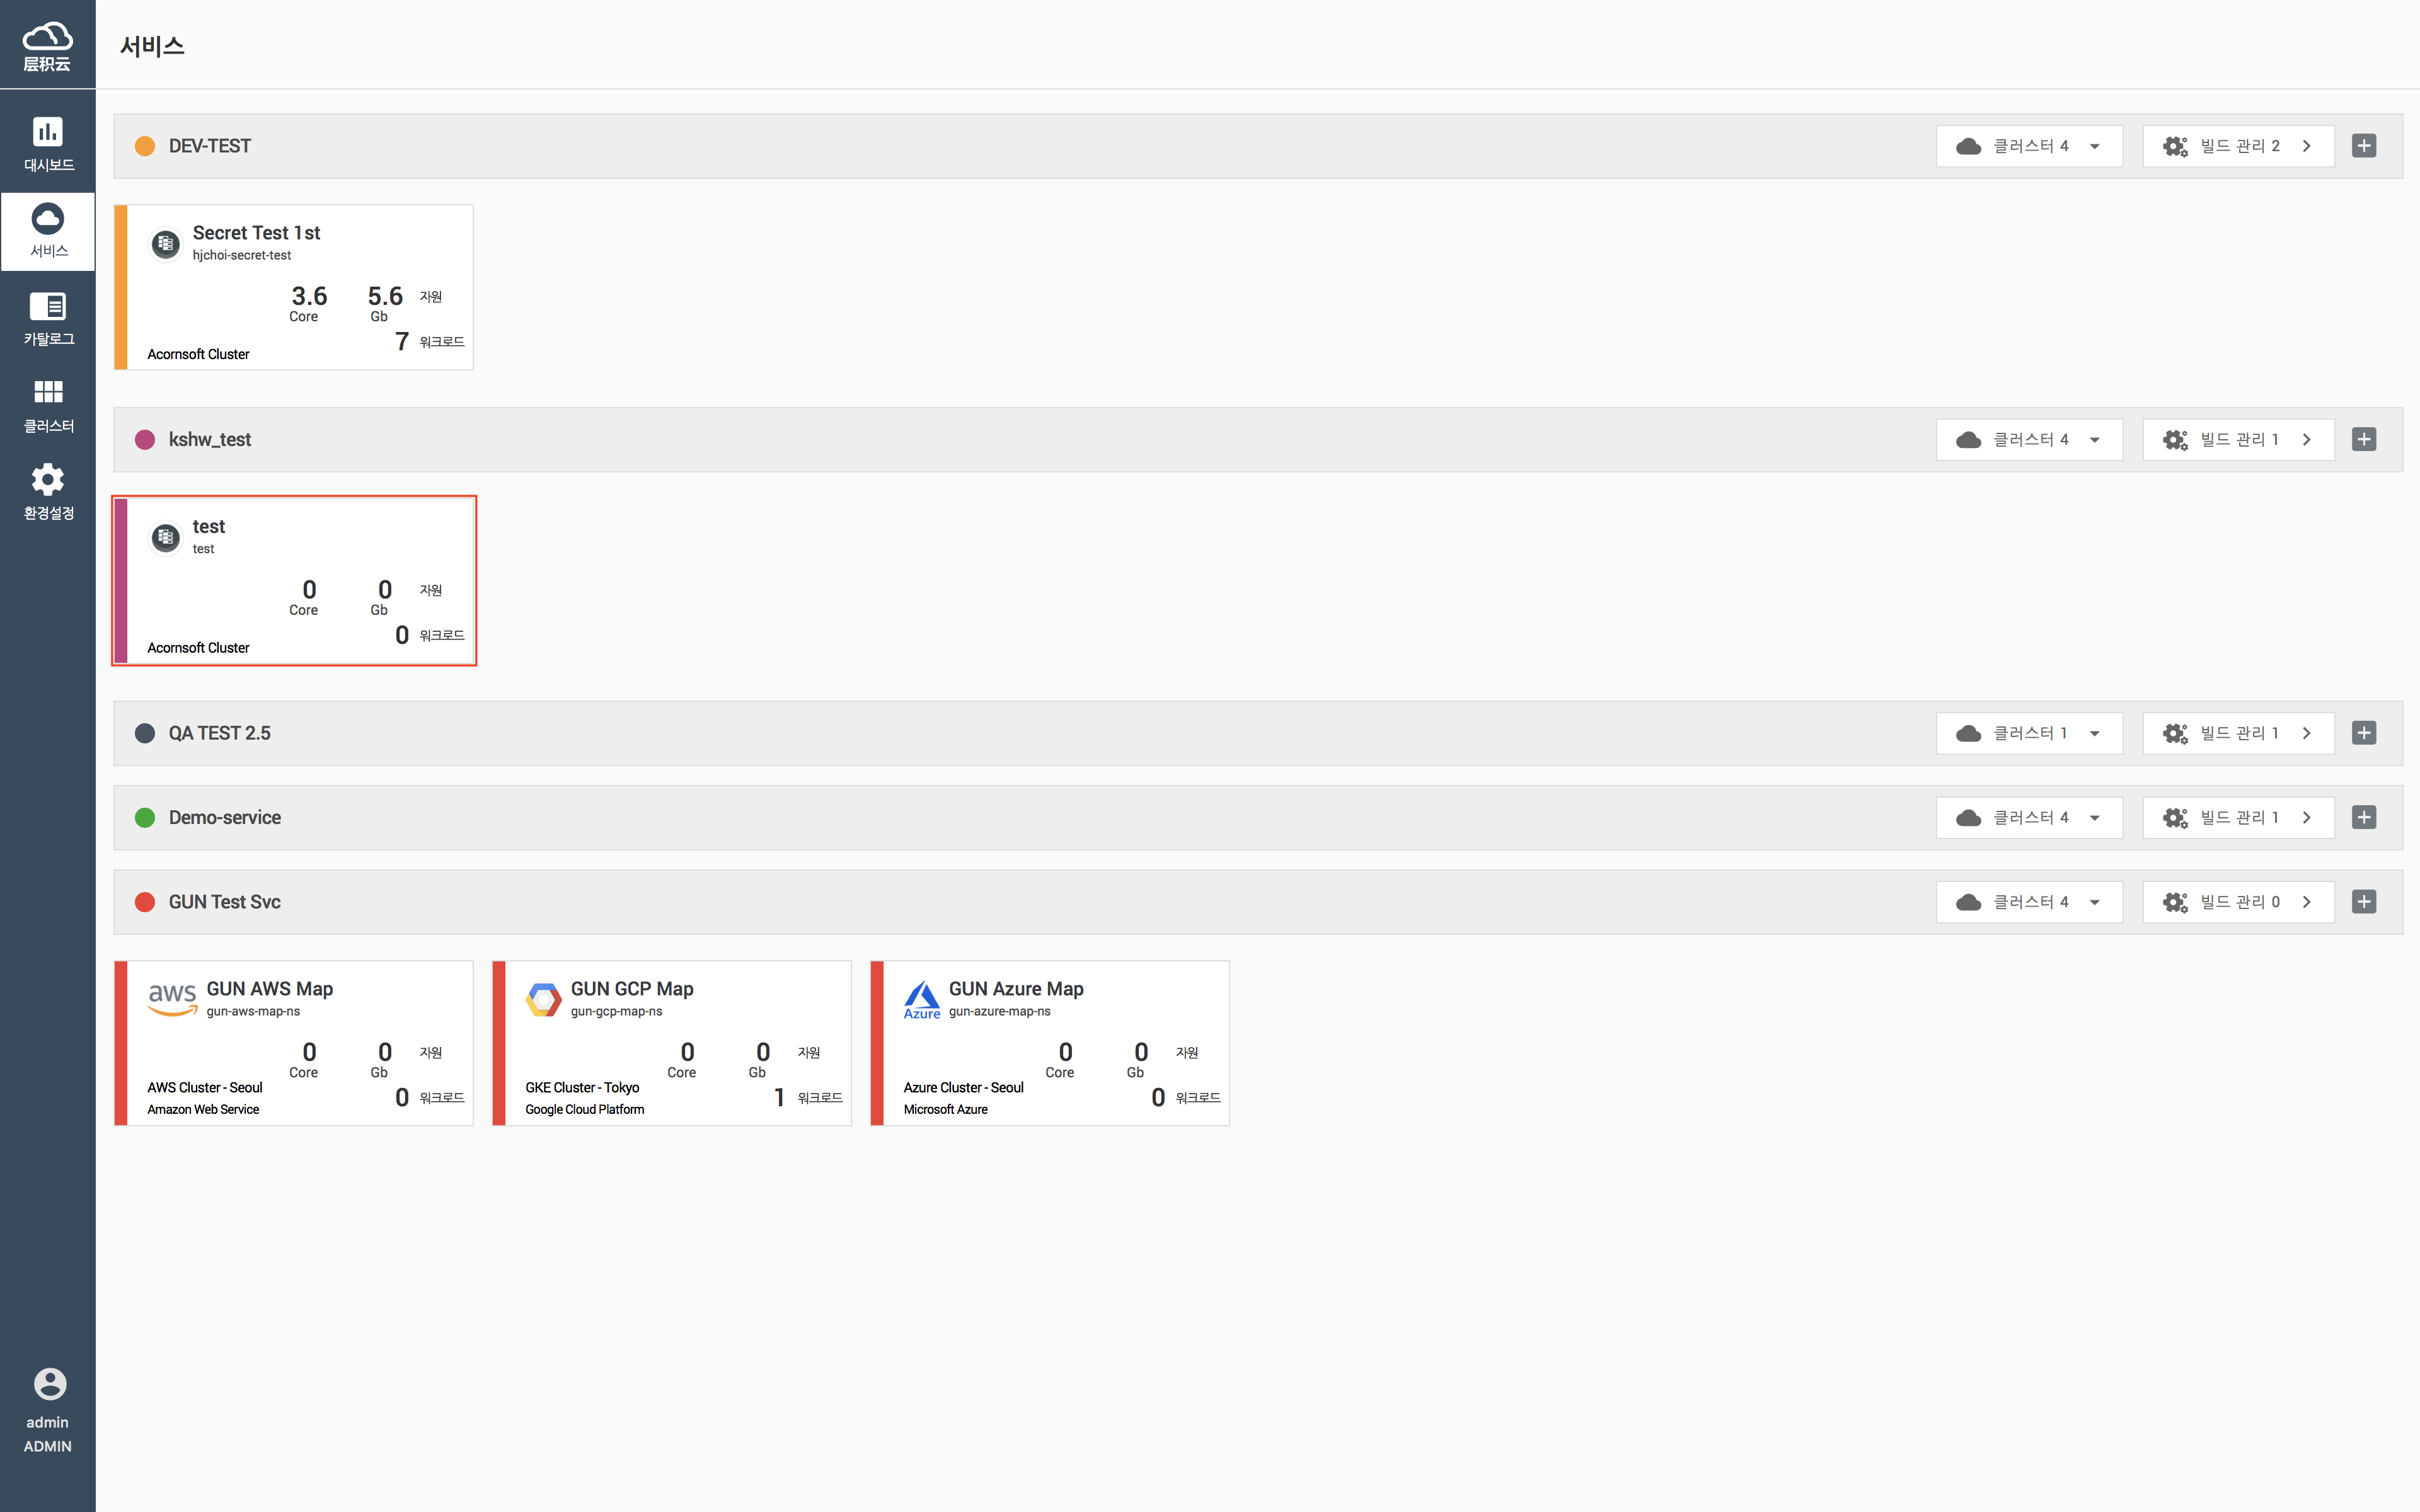 层积云
서비스
대시보드
서비스
카탈로그
클러스터
환경설정
admin
ADMIN
DEV-TEST
클러스터 4
빌드 관리 2
Secret Test 1st
hjchoi-secret-test
3.6 5.6 자원
Core Gb
7 워크로드
Acornsoft Cluster
kshw_test
클러스터 4
빌드 관리 1
test
test
0 0 자원
Core Gb
0 워크로드
Acornsoft Cluster
QA TEST 2.5
클러스터 1
빌드 관리 1
Demo-service
클러스터 4
빌드 관리 1
GUN Test Svc
클러스터 4
빌드 관리 0
aws
GUN AWS Map
gun-aws-map-ns
0 0 자원
Core Gb
AWS Cluster - Seoul
0 워크로드
Amazon Web Service
GUN GCP Map
gun-gcp-map-ns
0 0 자원
Core Gb
GKE Cluster - Tokyo
1 워크로드
Google Cloud Platform
Azure
GUN Azure Map
gun-azure-map-ns
0 0 자원
Core Gb
Azure Cluster - Seoul
0 워크로드
Microsoft Azure